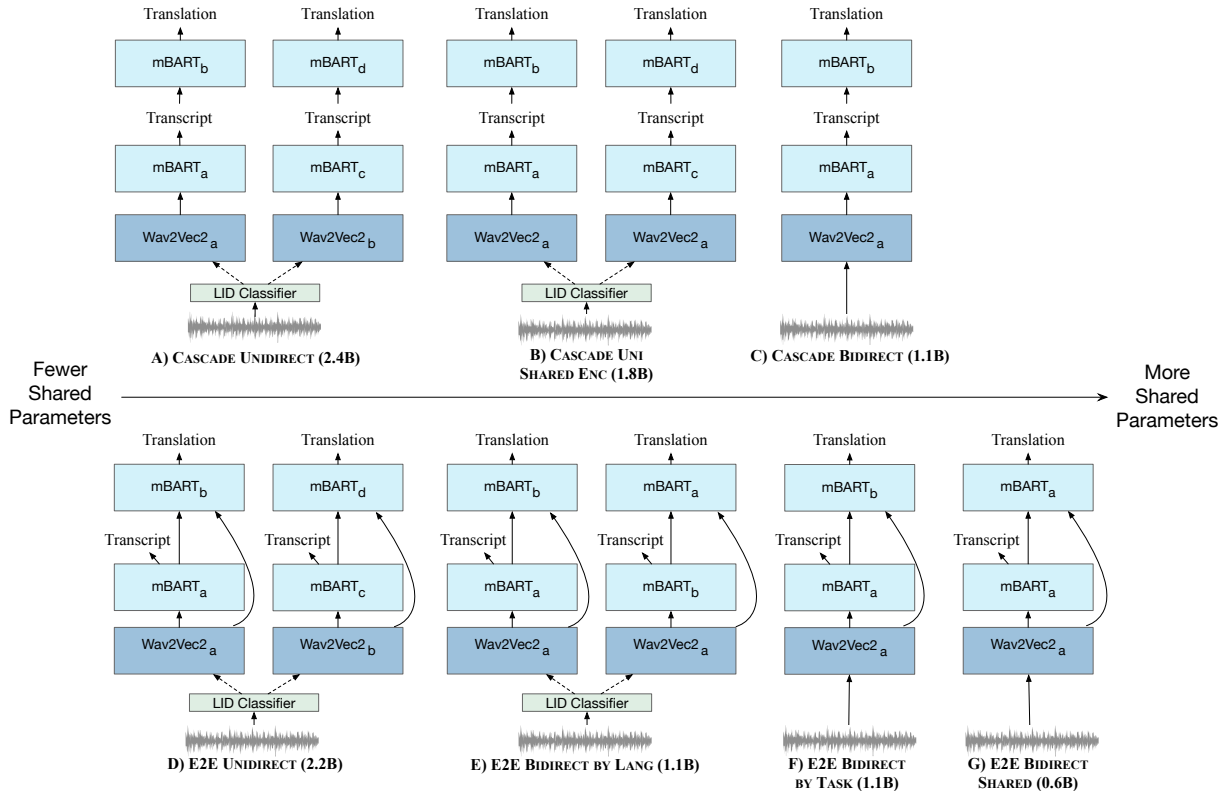 Translation Translation Translation Translation Translation
mBARTb mBARTd mBARTb mBARTd mBARTb
Transcript Transcript Transcript Transcript Transcript
mBARTa mBARTc mBARTa mBARTc mBARTa
Wav2Vec2a Wav2Vec2b Wav2Vec2a Wav2Vec2a Wav2Vec2a
LID Classifier LID Classifier
A) CASCADE UNIDIRECT (2.4B)
B) CASCADE UNI
SHARED ENC (1.8B)
C) CASCADE BIDIRECT (1.1B)
Fewer
Shared
Parameters
More
Shared
Parameters
Translation Translation Translation Translation Translation Translation
mBARTb mBARTd mBARTb mBARTa mBARTb mBARTa
Transcript Transcript Transcript Transcript Transcript Transcript
mBARTa mBARTc mBARTa mBARTb mBARTa mBARTa
Wav2Vec2a Wav2Vec2b Wav2Vec2a Wav2Vec2a Wav2Vec2a Wav2Vec2a
LID Classifier LID Classifier
D) E2E UNIDIRECT (2.2B)
E) E2E BIDIRECT BY LANG (1.1B)
F) E2E BIDIRECT
BY TASK (1.1B)
G) E2E BIDIRECT
SHARED (0.6B)